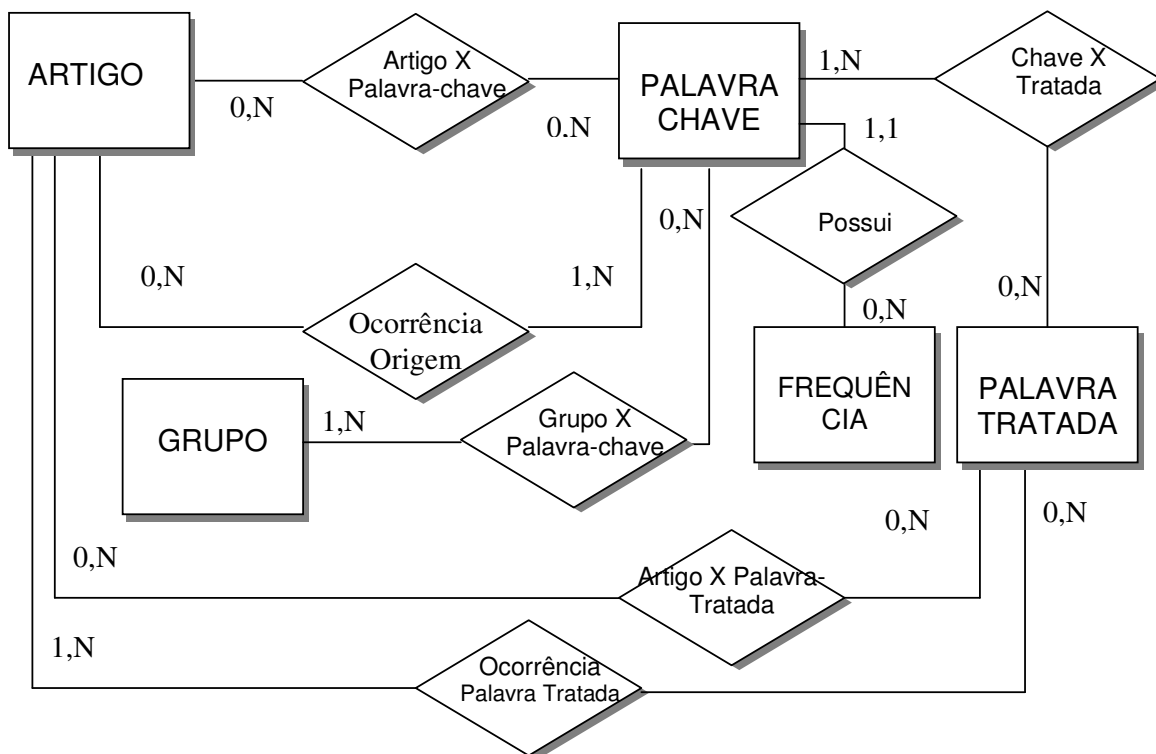 ARTIGO
Artigo X
Palavra-chave
0,N
0,N
PALAVRA
CHAVE
1,N
Chave X
Tratada
1,1
0,N
Possui
0,N
1,N
Ocorrência
Origem
0,N
0,N
FREQUÊN
CIA
PALAVRA
TRATADA
GRUPO
1,N
Grupo X
Palavra-chave
0,N
0,N
0,N
Artigo X Palavra-
Tratada
1,N
Ocorrência
Palavra Tratada